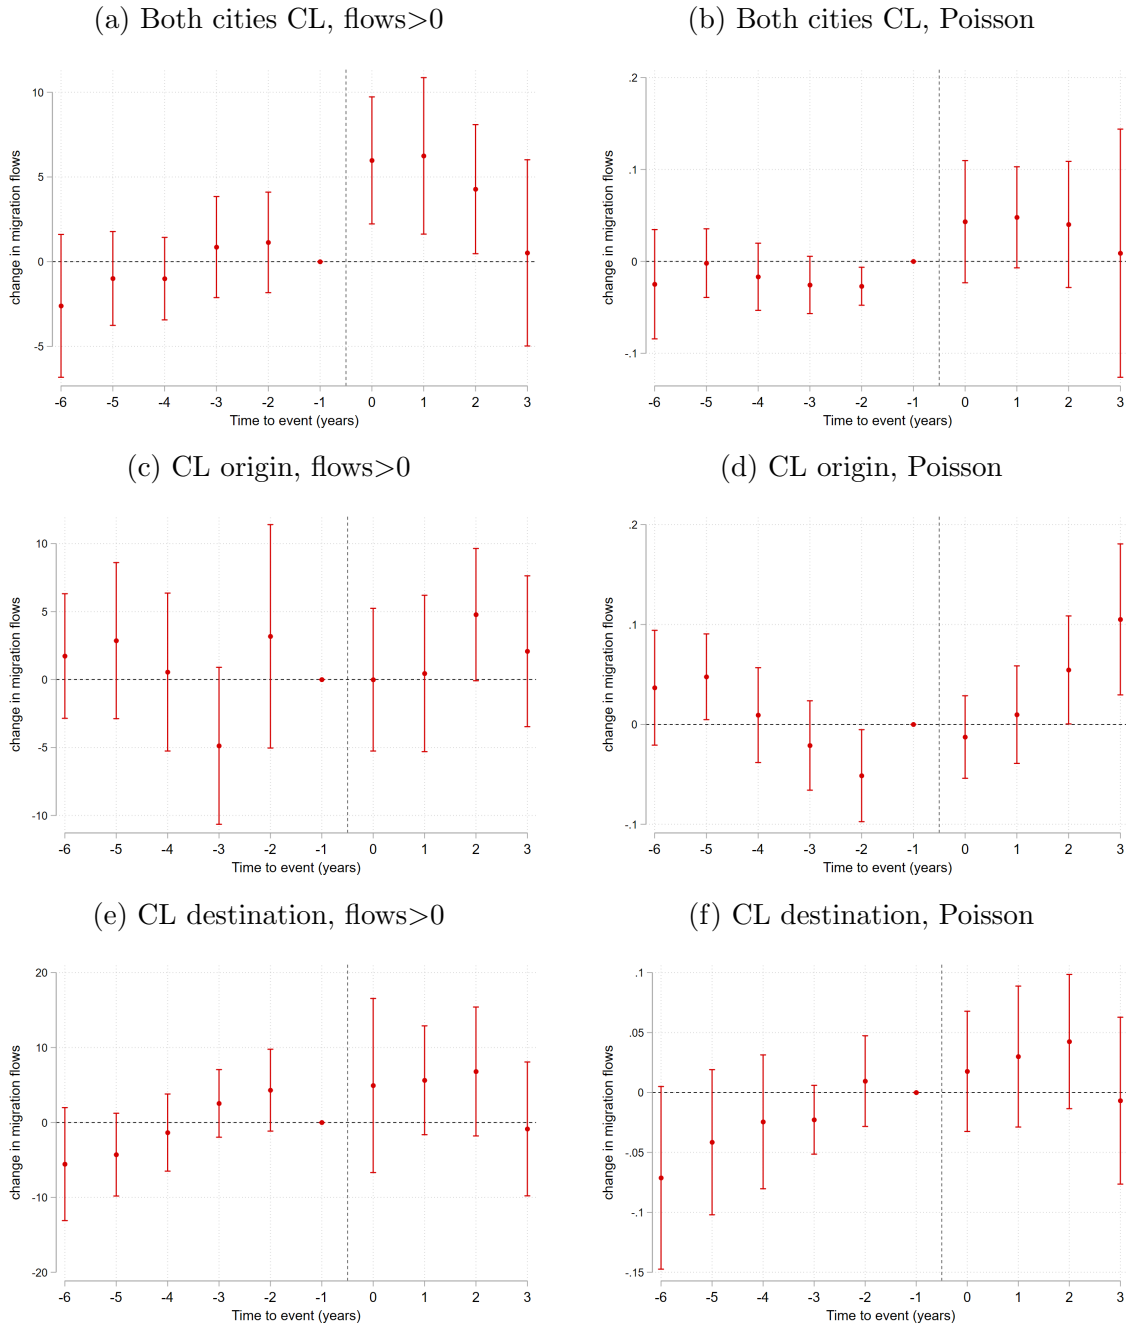 (a) Both cities CL, flows>0
change in migration flows
10
5
0
-5
-6 -5 -4 -3 -2 -1 0 1 2 3
Time to event (years)
(b) Both cities CL, Poisson
change in migration flows
.2
.1
0
-.1
-6 -5 -4 -3 -2 -1 0 1 2 3
Time to event (years)
(c) CL origin, flows>0
change in migration flows
10
5
0
-5
-10
-6 -5 -4 -3 -2 -1 0 1 2 3
Time to event (years)
(d) CL origin, Poisson
change in migration flows
.2
.1
0
-.1
-6 -5 -4 -3 -2 -1 0 1 2 3
Time to event (years)
(e) CL destination, flows>0
change in migration flows
20
10
0
-10
-20
-6 -5 -4 -3 -2 -1 0 1 2 3
Time to event (years)
(f) CL destination, Poisson
change in migration flows
.1
.05
0
-.05
-.1
-.15
-6 -5 -4 -3 -2 -1 0 1 2 3
Time to event (years)